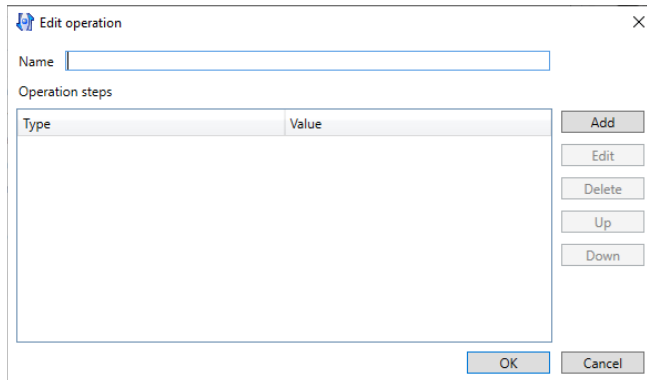 Edit operation
Name
Operation steps
Type Value
Add
Edit
Delete
Up
Down
OK Cancel